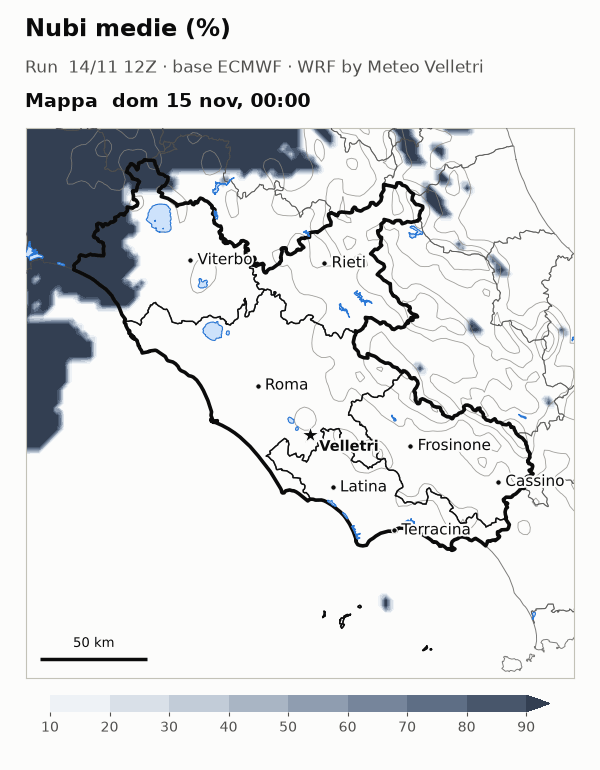 Nubi medie (%)
Run 14/11 12Z · base ECMWF · WRF by Meteo Velletri
Mappa dom 15 nov, 00:00
Viterbo
Rieti
Roma
Velletri
Frosinone
Latina
Cassino
Terracina
50 km
10 20 30 40 50 60 70 80 90